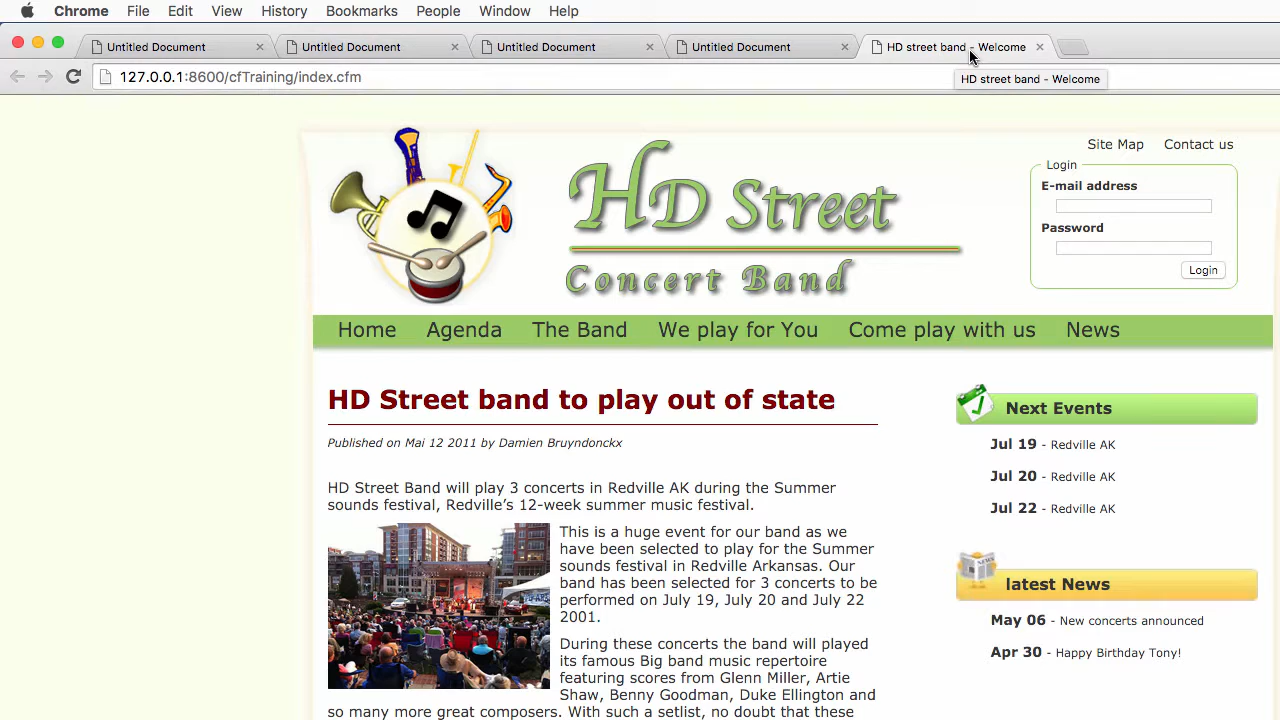 Chrome File Edit View History Bookmarks People Window Help
Untitled Document Untitled Document Untitled Document Untitled Document HD street band - Welcome
127.0.0.1:8600/cfTraining/index.cfm
HD street band - Welcome
Site Map Contact us
HD Street
Concert Band
Login
E-mail address
Password
Login
Home Agenda The Band We play for You Come play with us News
HD Street band to play out of state
Published on Mai 12 2011 by Damien Bruyndonckx
HD Street Band will play 3 concerts in Redville AK during the Summer
sounds festival, Redville's 12-week summer music festival.
This is a huge event for our band as we
have been selected to play for the Summer
sounds festival in Redville Arkansas. Our
band has been selected for 3 concerts to be
performed on July 19, July 20 and July 22
2001.
During these concerts the band will played
its famous Big band music repertoire
featuring scores from Glenn Miller, Artie
Shaw, Benny Goodman, Duke Ellington and
so many more great composers. With such a setlist, no doubt that these
Next Events
Jul 19 - Redville AK
Jul 20 - Redville AK
Jul 22 - Redville AK
NEWS
latest News
May 06 - New concerts announced
Apr 30 - Happy Birthday Tony!